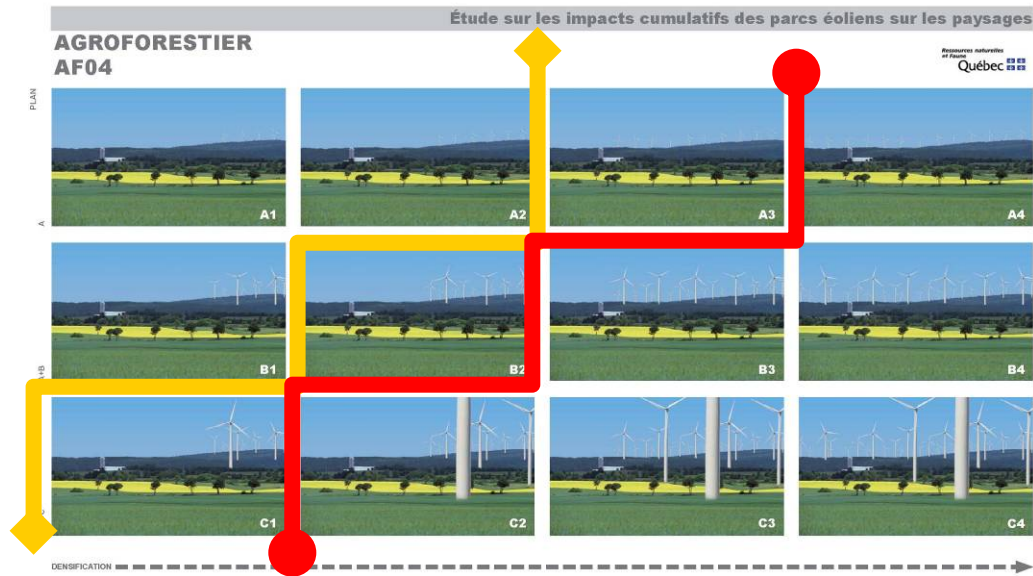 Étude sur les impacts cumulatifs des parcs éoliens sur les paysages
AGROFORESTIER
AF04
Ressources naturelles
et Faune
Québec
PLAN
A1
A2
A3
A4
A
B1
B2
B3
B4
A+B
C1
C2
C3
C4
DENSIFICATION